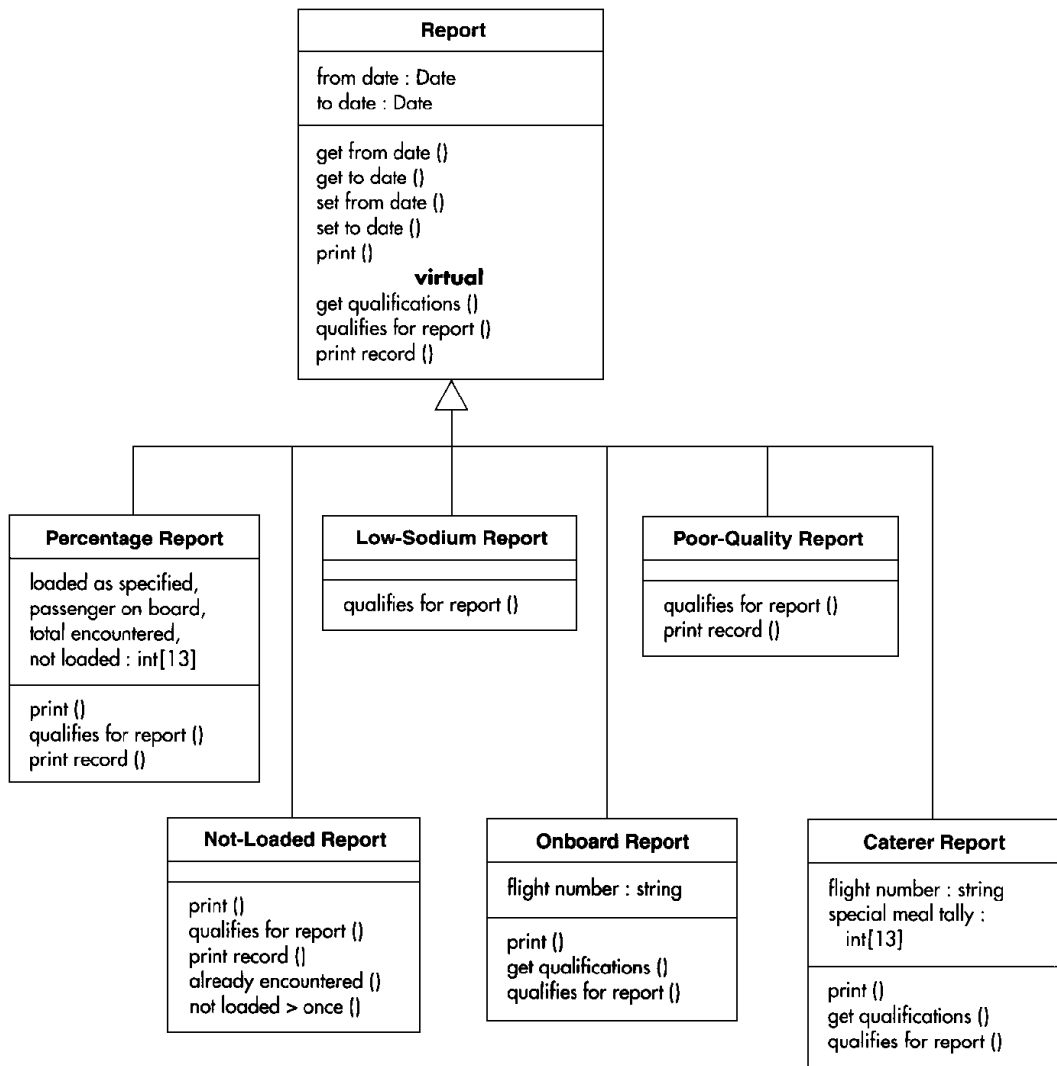 Report
from date : Date
to date : Date
get from date ()
get to date ()
set from date ()
set to date ()
print ()
virtual
get qualifications ()
qualifies for report ()
print record ()
Percentage Report
loaded as specified,
passenger on board,
total encountered,
not loaded : int[13]
print ()
qualifies for report ()
print record ()
Low-Sodium Report
qualifies for report ()
Poor-Quality Report
qualifies for report ()
print record ()
Not-Loaded Report
print ()
qualifies for report ()
print record ()
already encountered ()
not loaded > once ()
Onboard Report
flight number : string
print ()
get qualifications ()
qualifies for report ()
Caterer Report
flight number : string
special meal tally :
int[13]
print ()
get qualifications ()
qualifies for report ()